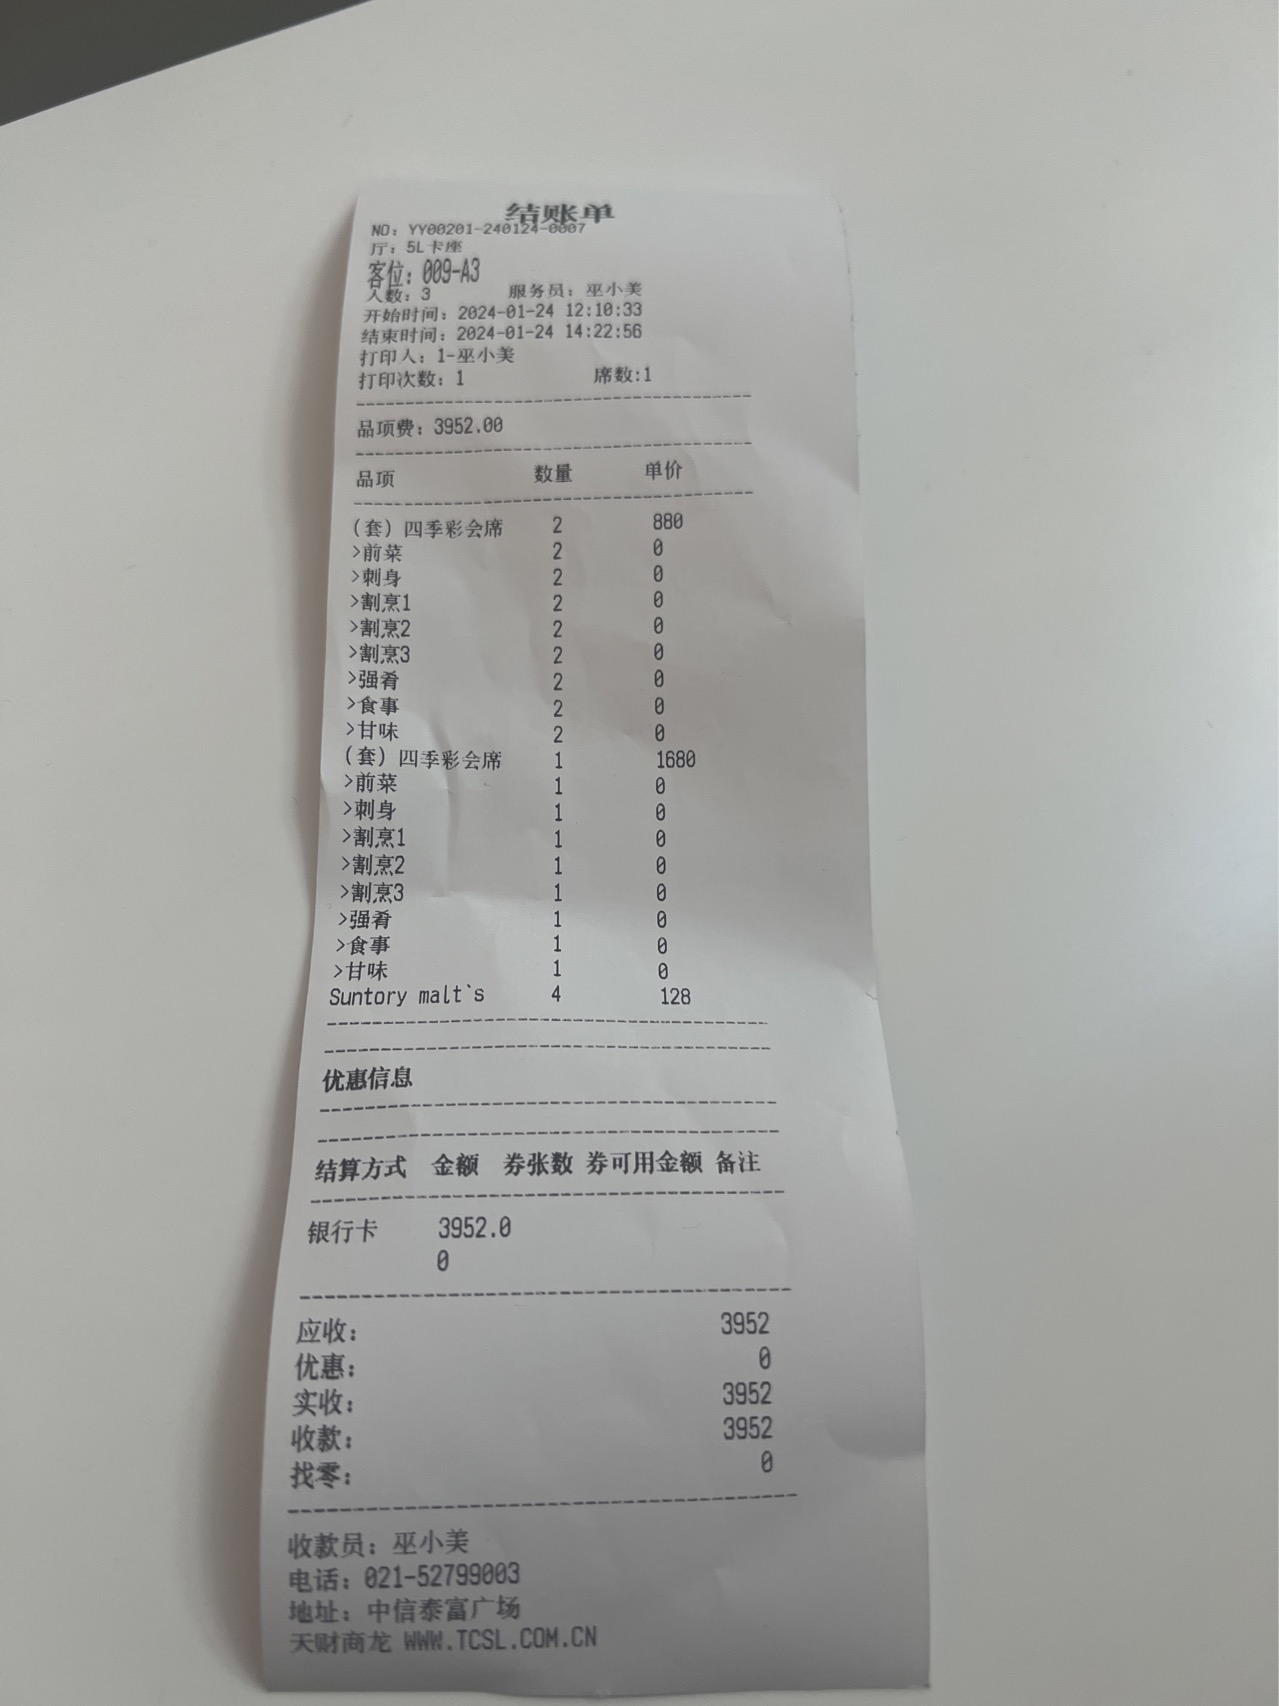 结账单
NO: YY00201-240124-0007
厅: 5L卡座
客位: 009-A3
人数: 3 服务员: 巫小美
开始时间: 2024-01-24 12:10:33
结束时间: 2024-01-24 14:22:56
打印人: 1-巫小美
打印次数: 1 席数:1
品项费: 3952.00
品项 数量 单价
(套) 四季彩会席 2 880
>前菜 2 0
>刺身 2 0
>割烹1 2 0
>割烹2 2 0
>割烹3 2 0
>强肴 2 0
>食事 2 0
>甘味 2 0
(套) 四季彩会席 1 1680
>前菜 1 0
>刺身 1 0
>割烹1 1 0
>割烹2 1 0
>割烹3 1 0
>强肴 1 0
>食事 1 0
>甘味 1 0
Suntory malt`s 4 128
优惠信息
结算方式 金额 券张数 券可用金额 备注
银行卡 3952.0
0
应收: 3952
优惠: 0
实收: 3952
收款: 3952
找零: 0
收款员: 巫小美
电话: 021-52799003
地址: 中信泰富广场
天财商龙 WWW.TCSL.COM.CN